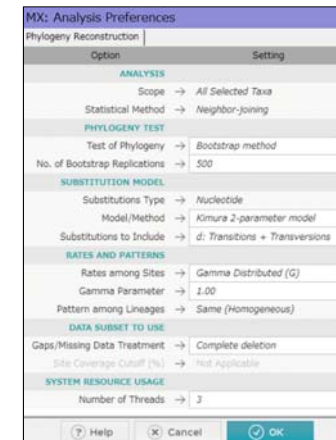 MX: Analysis Preferences
Phylogeny Reconstruction
Option Setting
ANALYSIS
Scope → All Selected Taxa
Statistical Method → Neighbor-joining
PHYLOGENY TEST
Test of Phylogeny → Bootstrap method
No. of Bootstrap Replications → 500
SUBSTITUTION MODEL
Substitutions Type → Nucleotide
Model/Method → Kimura 2-parameter model
Substitutions to Include → d: Transitions + Transversions
RATES AND PATTERNS
Rates among Sites → Gamma Distributed (G)
Gamma Parameter → 1.00
Pattern among Lineages → Same (Homogeneous)
DATA SUBSET TO USE
Gaps/Missing Data Treatment → Complete deletion
Site Coverage Cutoff (%) → Not Applicable
SYSTEM RESOURCE USAGE
Number of Threads → 3
? Help × Cancel ✓ OK